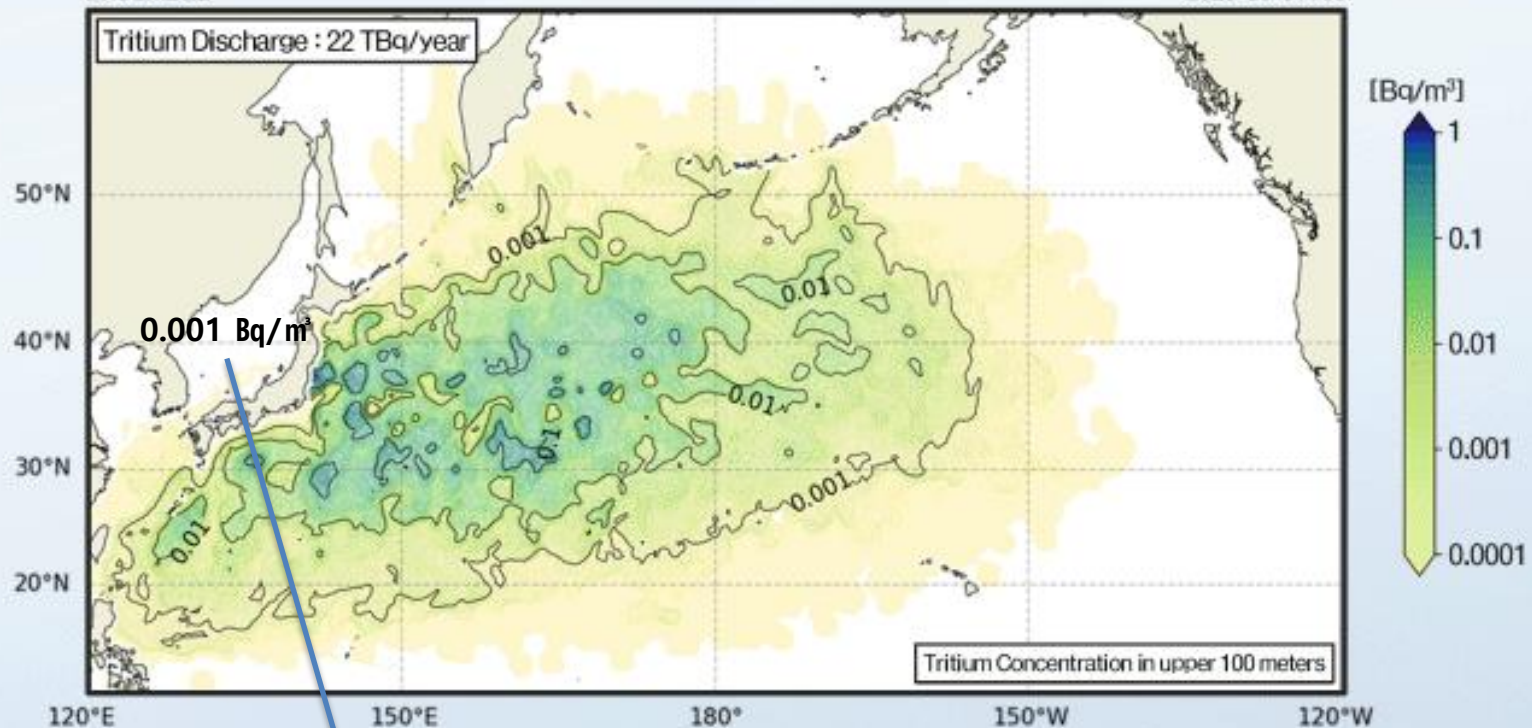 Tritium Discharge : 22 TBq/year
[Bq/m³]
1
50°N
0.1
0.001
0.01
0.001 Bq/m³
40°N
0.01
0.01
0.1
0.001
30°N
0.001
0.01
20°N
0.0001
Tritium Concentration in upper 100 meters
120°E
150°E
180°
150°W
120°W